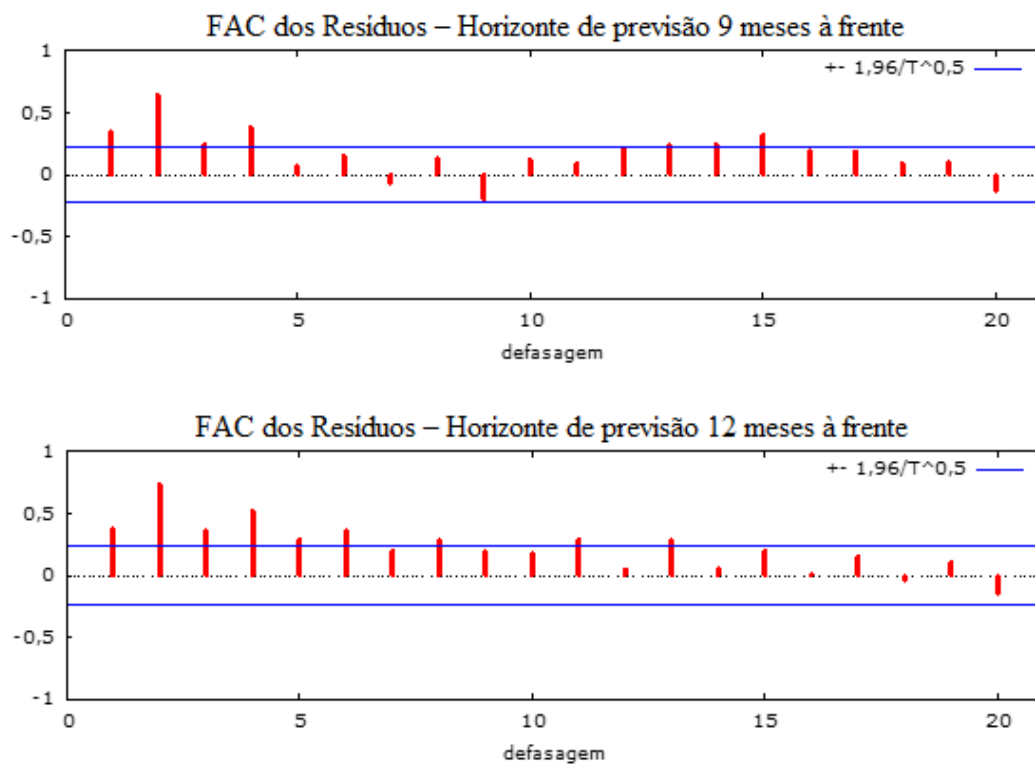 FAC dos Resíduos – Horizonte de previsão 9 meses à frente
1
+- 1,96/T^0,5
0,5
0
-0,5
-1
0 5 10 15 20
defasagem
FAC dos Resíduos – Horizonte de previsão 12 meses à frente
1
+- 1,96/T^0,5
0,5
0
-0,5
-1
0 5 10 15 20
defasagem